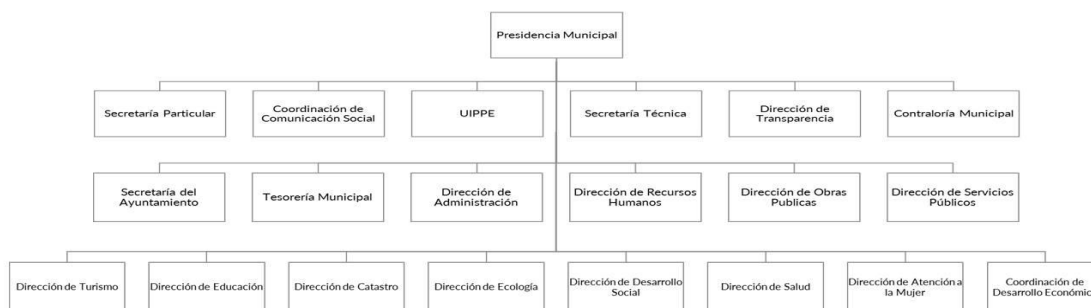 Presidencia Municipal
Secretaría Particular
Coordinación de
Comunicación Social
UIPPE
Secretaría Técnica
Dirección de
Transparencia
Contraloría Municipal
Secretaría del
Ayuntamiento
Tesorería Municipal
Dirección de
Administración
Dirección de Recursos
Humanos
Dirección de Obras
Publicas
Dirección de Servicios
Públicos
Dirección de Turismo
Dirección de Educación
Dirección de Catastro
Dirección de Ecología
Dirección de Desarrollo
Social
Dirección de Salud
Dirección de Atención a
la Mujer
Coordinación de
Desarrollo Económic